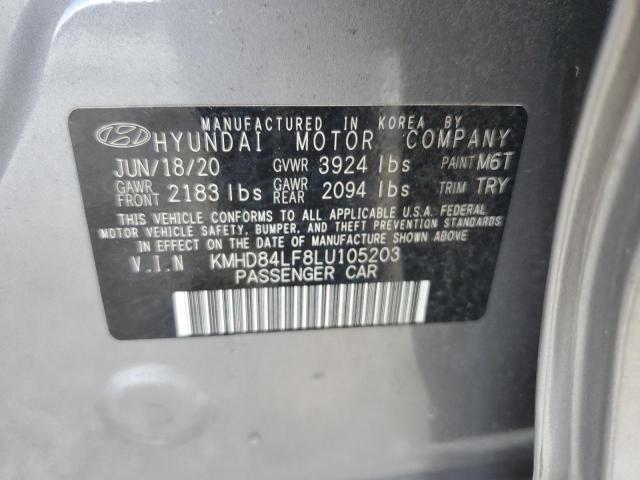 MANUFACTURED IN KOREA BY
HYUNDAI MOTOR COMPANY
JUN/18/20 GVWR 3924 lbs PAINT M6T
GAWR FRONT 2183 lbs GAWR REAR 2094 lbs TRIM TRY
THIS VEHICLE CONFORMS TO ALL APPLICABLE U.S.A. FEDERAL
MOTOR VEHICLE SAFETY, BUMPER, AND THEFT PREVENTION STANDARDS
IN EFFECT ON THE DATE OF MANUFACTURE SHOWN ABOVE
V.I.N KMHD84LF8LU105203
PASSENGER CAR